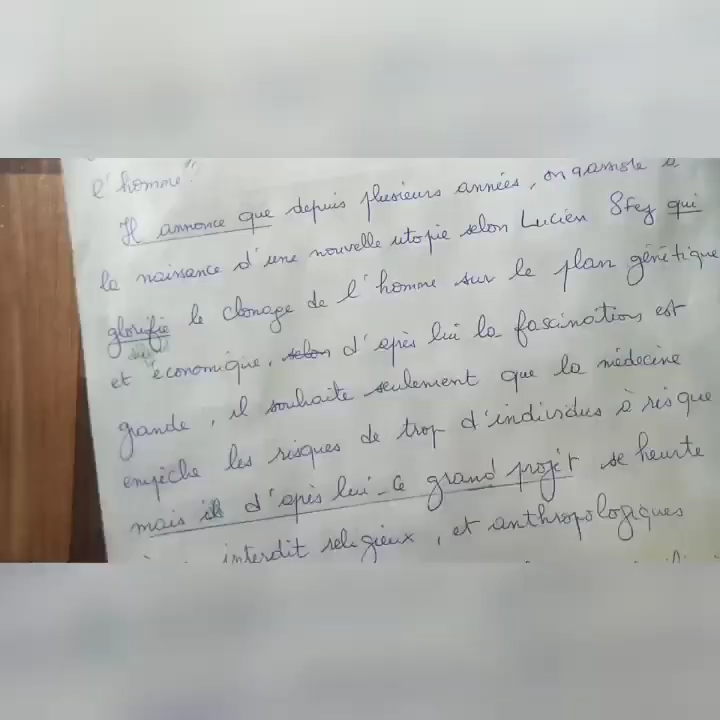 l'homme"
Il annonce que depuis plusieurs années, on assiste à
la naissance d'une nouvelle utopie selon Lucien Sfez qui
glorifie le clonage de l'homme sur le plan génétique
et économique, selon d'après lui la fascination est
grande, il souhaite seulement que la médecine
empêche les risques de trop d'individus à risque
mais il d'après lui ce grand projet se heurte
interdit religieux, et anthropologiques